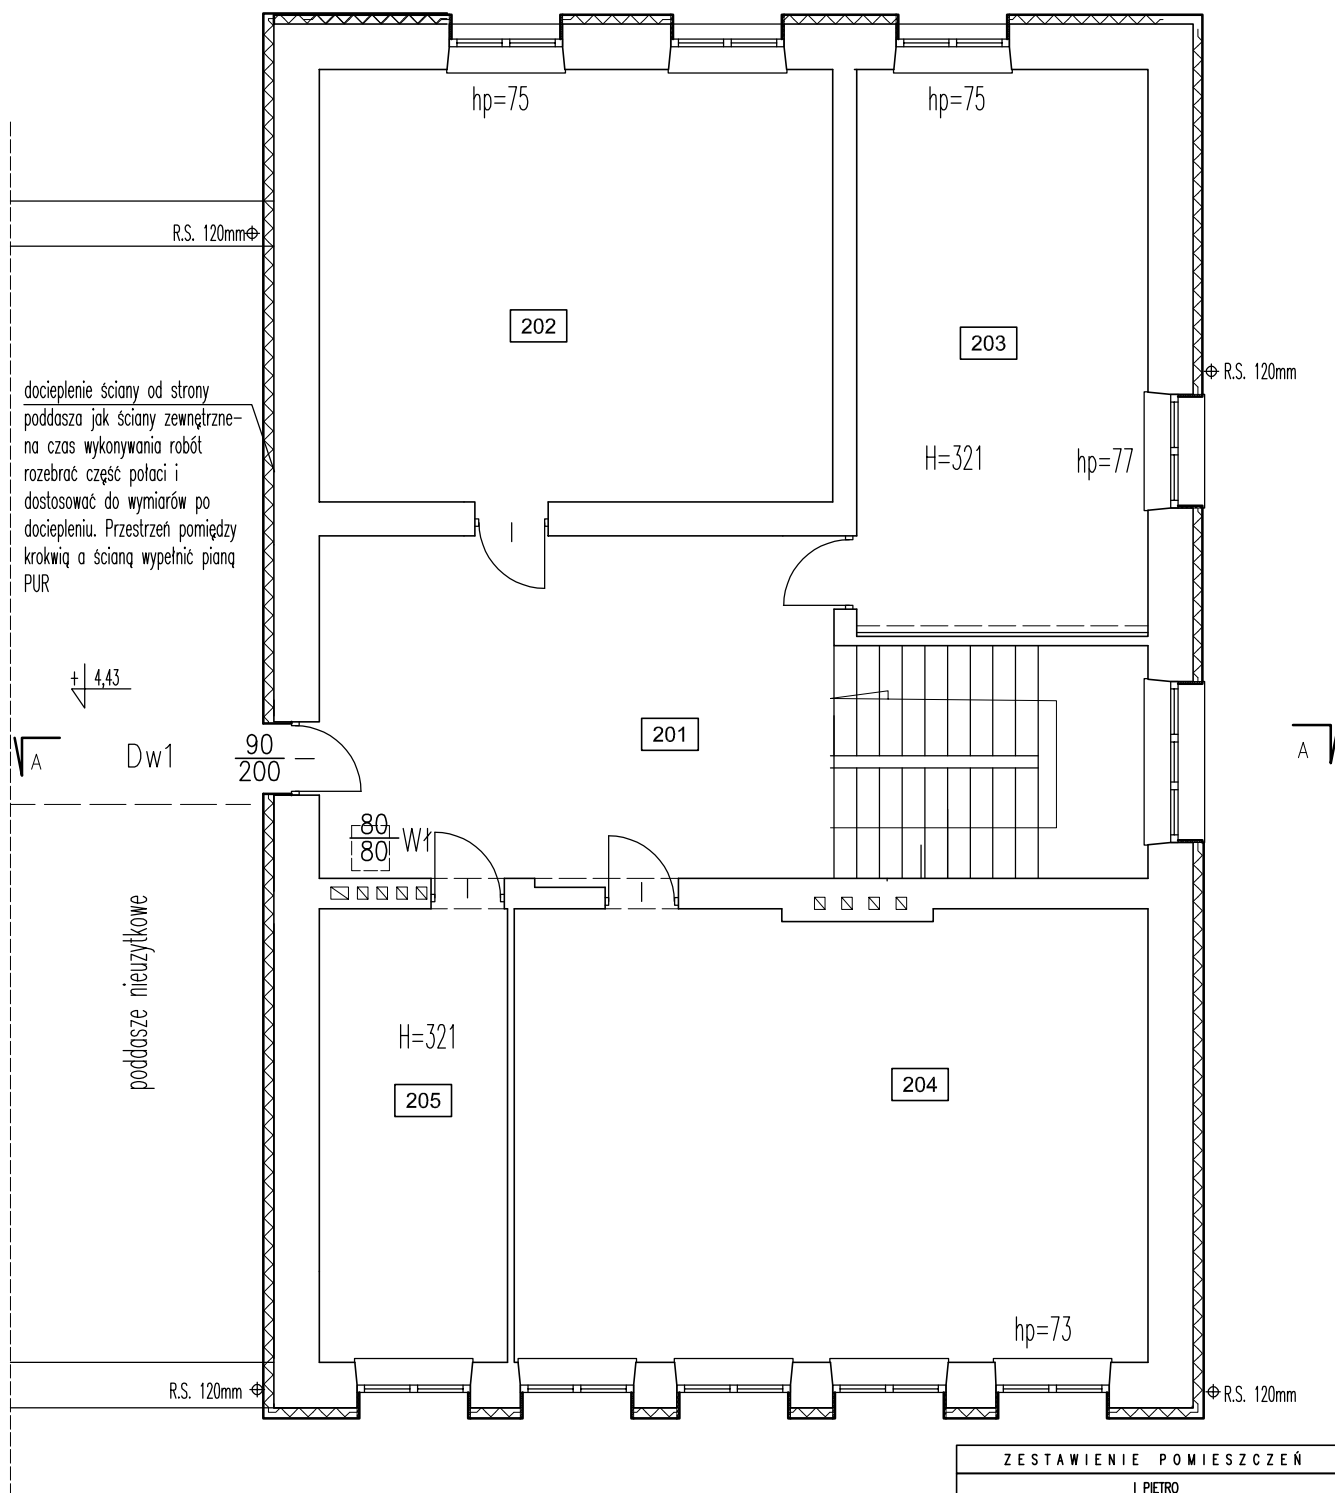 hp=75
hp=75
R.S. 120mm
202
203
R.S. 120mm
docieplenie ściany od strony
poddasza jak ściany zewnętrzne-
na czas wykonywania robót
rozebrać część połaci i
dostosować do wymiarów po
dociepleniu. Przestrzeń pomiędzy
krokwią a ścianą wypełnić pianą
PUR
H=321
hp=77
+ 4,43
201
A
Dw1
90
200
A
80
80
Wł
poddasze nieuzytkowe
H=321
205
204
hp=73
R.S. 120mm
R.S. 120mm
ZESTAWIENIE POMIESZCZEŃ
I PIETRO